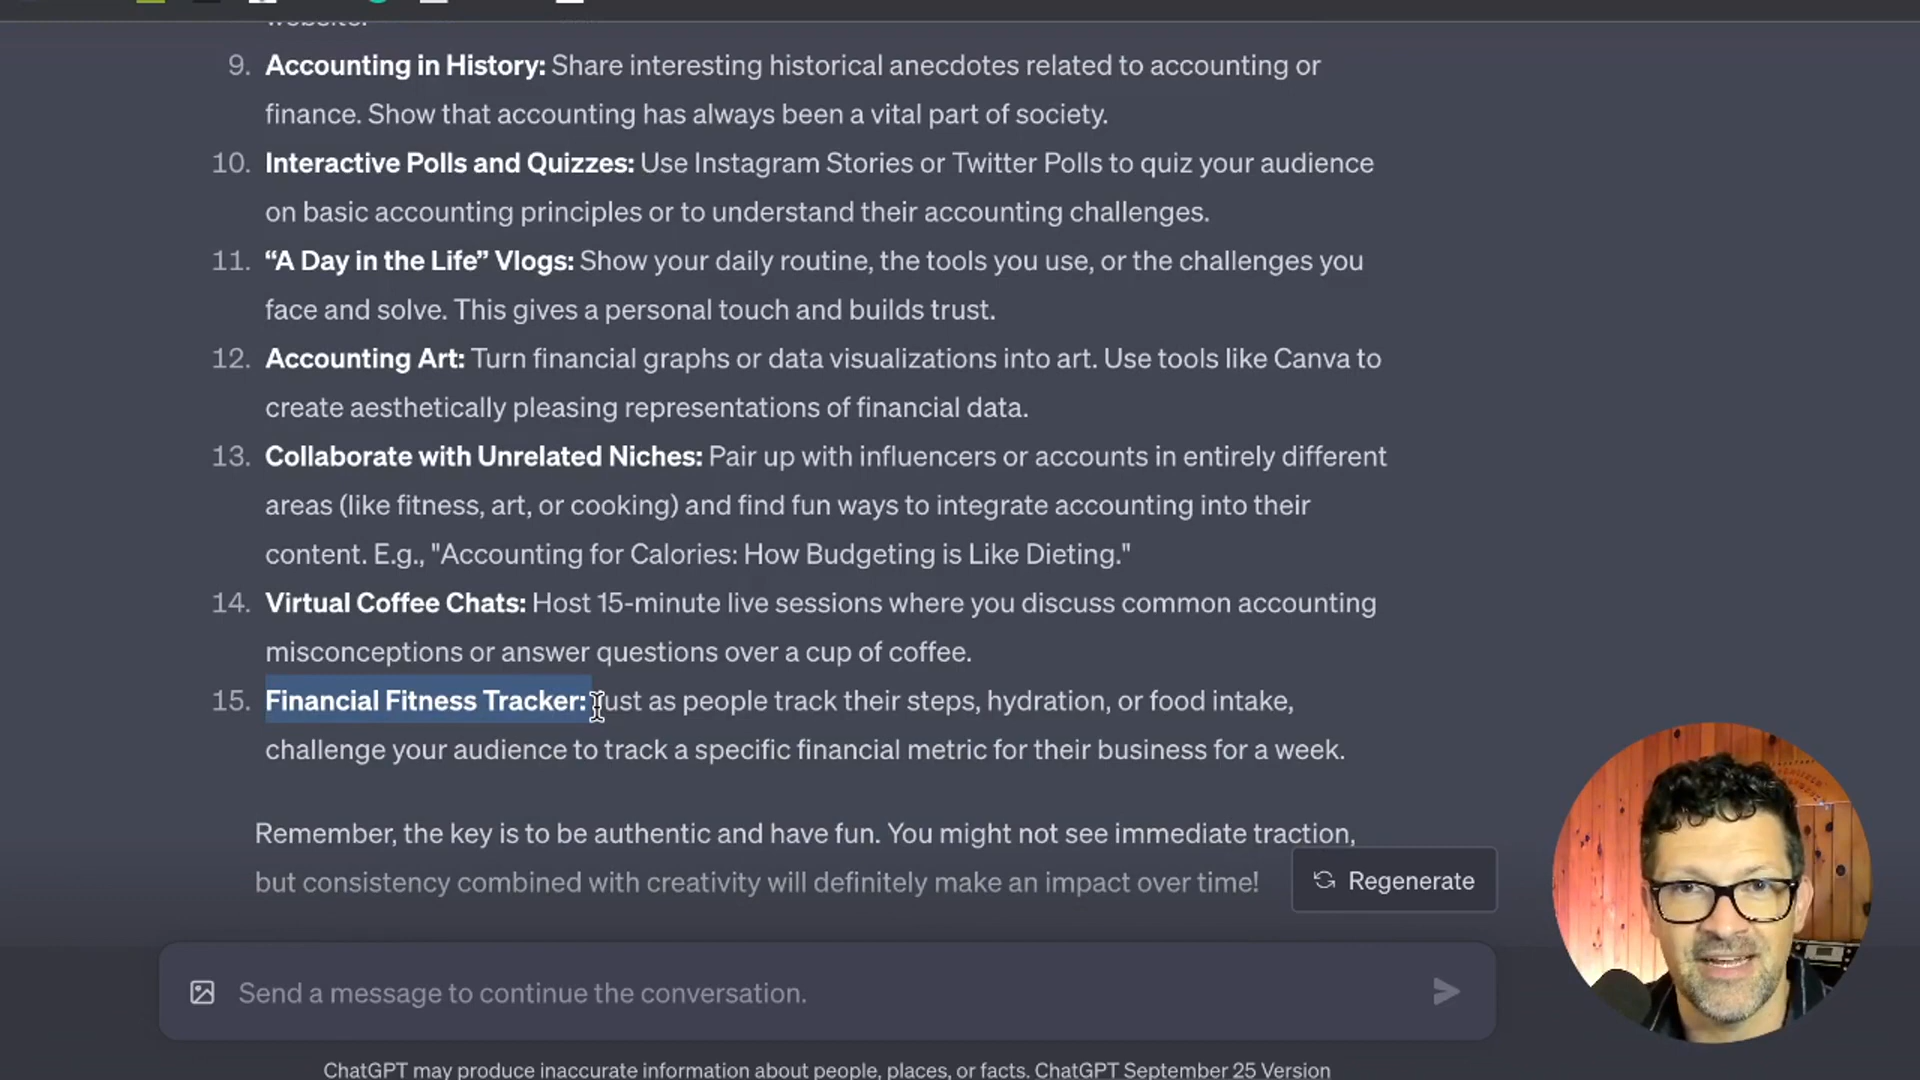 website.
9. Accounting in History: Share interesting historical anecdotes related to accounting or
finance. Show that accounting has always been a vital part of society.
10. Interactive Polls and Quizzes: Use Instagram Stories or Twitter Polls to quiz your audience
on basic accounting principles or to understand their accounting challenges.
11. “A Day in the Life” Vlogs: Show your daily routine, the tools you use, or the challenges you
face and solve. This gives a personal touch and builds trust.
12. Accounting Art: Turn financial graphs or data visualizations into art. Use tools like Canva to
create aesthetically pleasing representations of financial data.
13. Collaborate with Unrelated Niches: Pair up with influencers or accounts in entirely different
areas (like fitness, art, or cooking) and find fun ways to integrate accounting into their
content. E.g., "Accounting for Calories: How Budgeting is Like Dieting."
14. Virtual Coffee Chats: Host 15-minute live sessions where you discuss common accounting
misconceptions or answer questions over a cup of coffee.
15. Financial Fitness Tracker: Just as people track their steps, hydration, or food intake,
challenge your audience to track a specific financial metric for their business for a week.
Remember, the key is to be authentic and have fun. You might not see immediate traction,
but consistency combined with creativity will definitely make an impact over time!
Regenerate
Send a message to continue the conversation.
ChatGPT may produce inaccurate information about people, places, or facts. ChatGPT September 25 Version